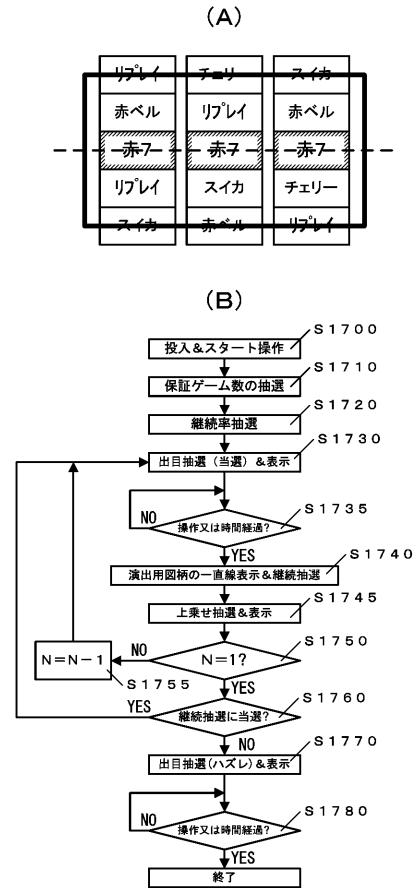 (A)
リプレイ チェリー スイカ
赤ベル リプレイ 赤ベル
赤7 赤7 赤7
リプレイ スイカ チェリー
スイカ 赤ベル リプレイ
(B)
S1700
投入＆スタート操作
S1710
保証ゲーム数の抽選
S1720
継続率抽選
S1730
出目抽選（当選）＆表示
S1735
NO 操作又は時間経過?
YES
S1740
演出用図柄の一直線表示＆継続抽選
S1745
上乗せ抽選＆表示
S1750
NO N=1?
N=N-1
S1755
YES
S1760
YES 継続抽選に当選?
NO
S1770
出目抽選(ハズレ)＆表示
S1780
NO 操作又は時間経過?
YES
終了